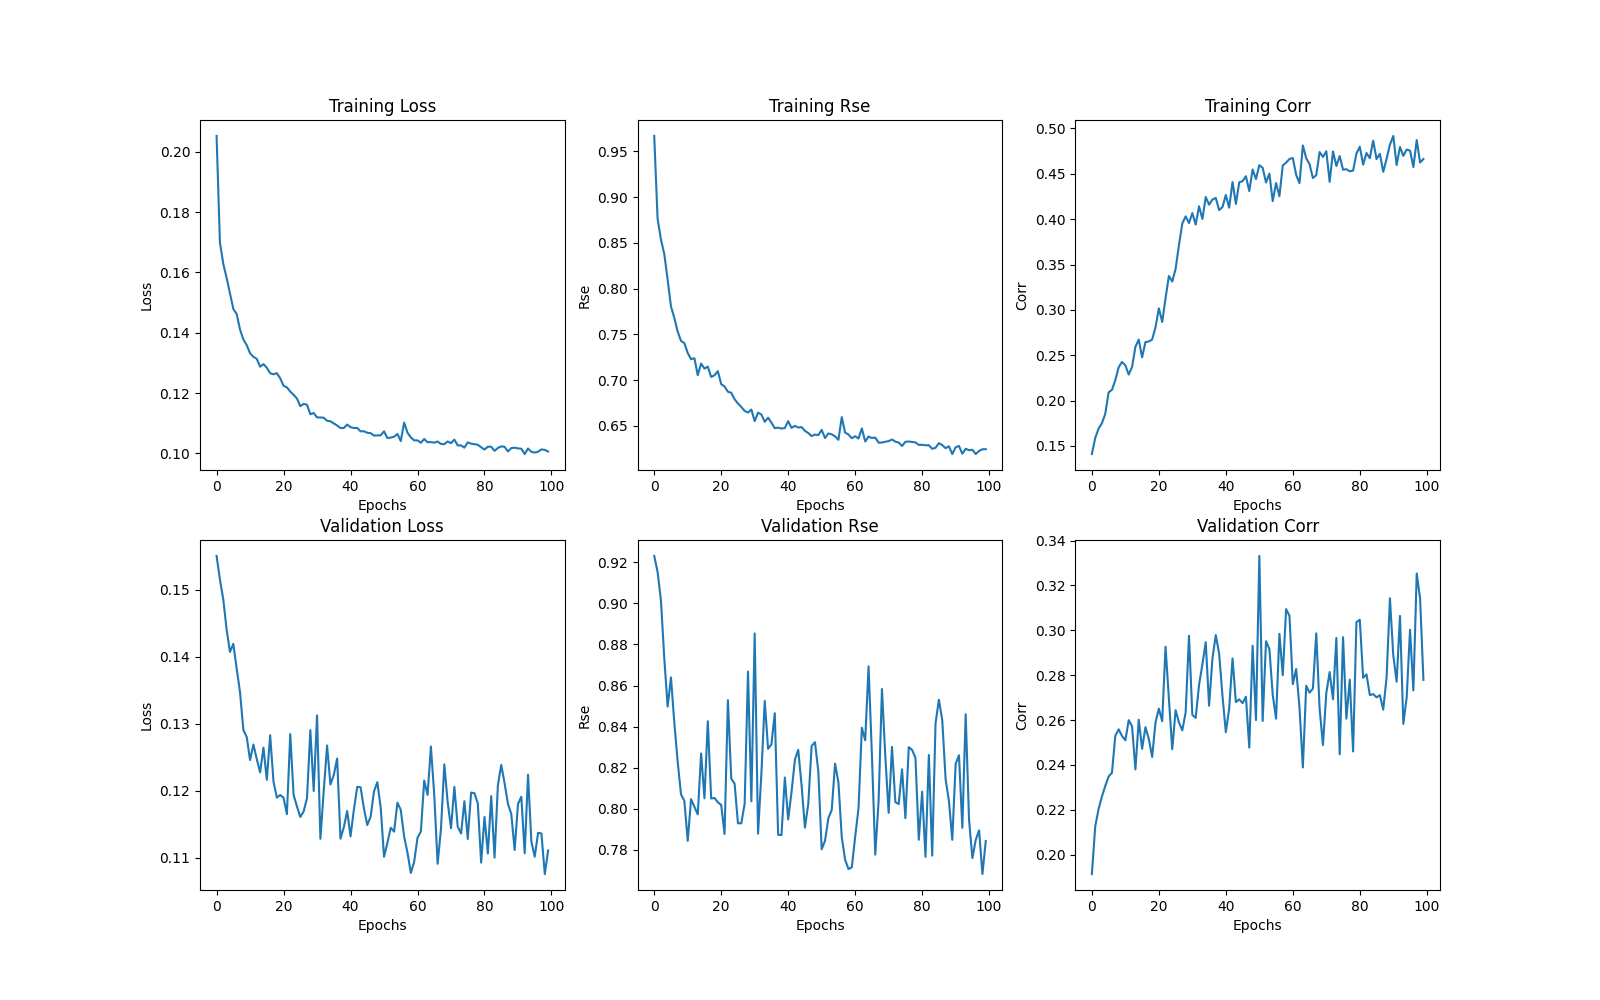 Training Loss
Loss
0.20
0.18
0.16
0.14
0.12
0.10
0 20 40 60 80 100
Epochs
Training Rse
Rse
0.95
0.90
0.85
0.80
0.75
0.70
0.65
0 20 40 60 80 100
Epochs
Training Corr
Corr
0.50
0.45
0.40
0.35
0.30
0.25
0.20
0.15
0 20 40 60 80 100
Epochs
Validation Loss
Loss
0.15
0.14
0.13
0.12
0.11
0 20 40 60 80 100
Epochs
Validation Rse
Rse
0.92
0.90
0.88
0.86
0.84
0.82
0.80
0.78
0 20 40 60 80 100
Epochs
Validation Corr
Corr
0.34
0.32
0.30
0.28
0.26
0.24
0.22
0.20
0 20 40 60 80 100
Epochs